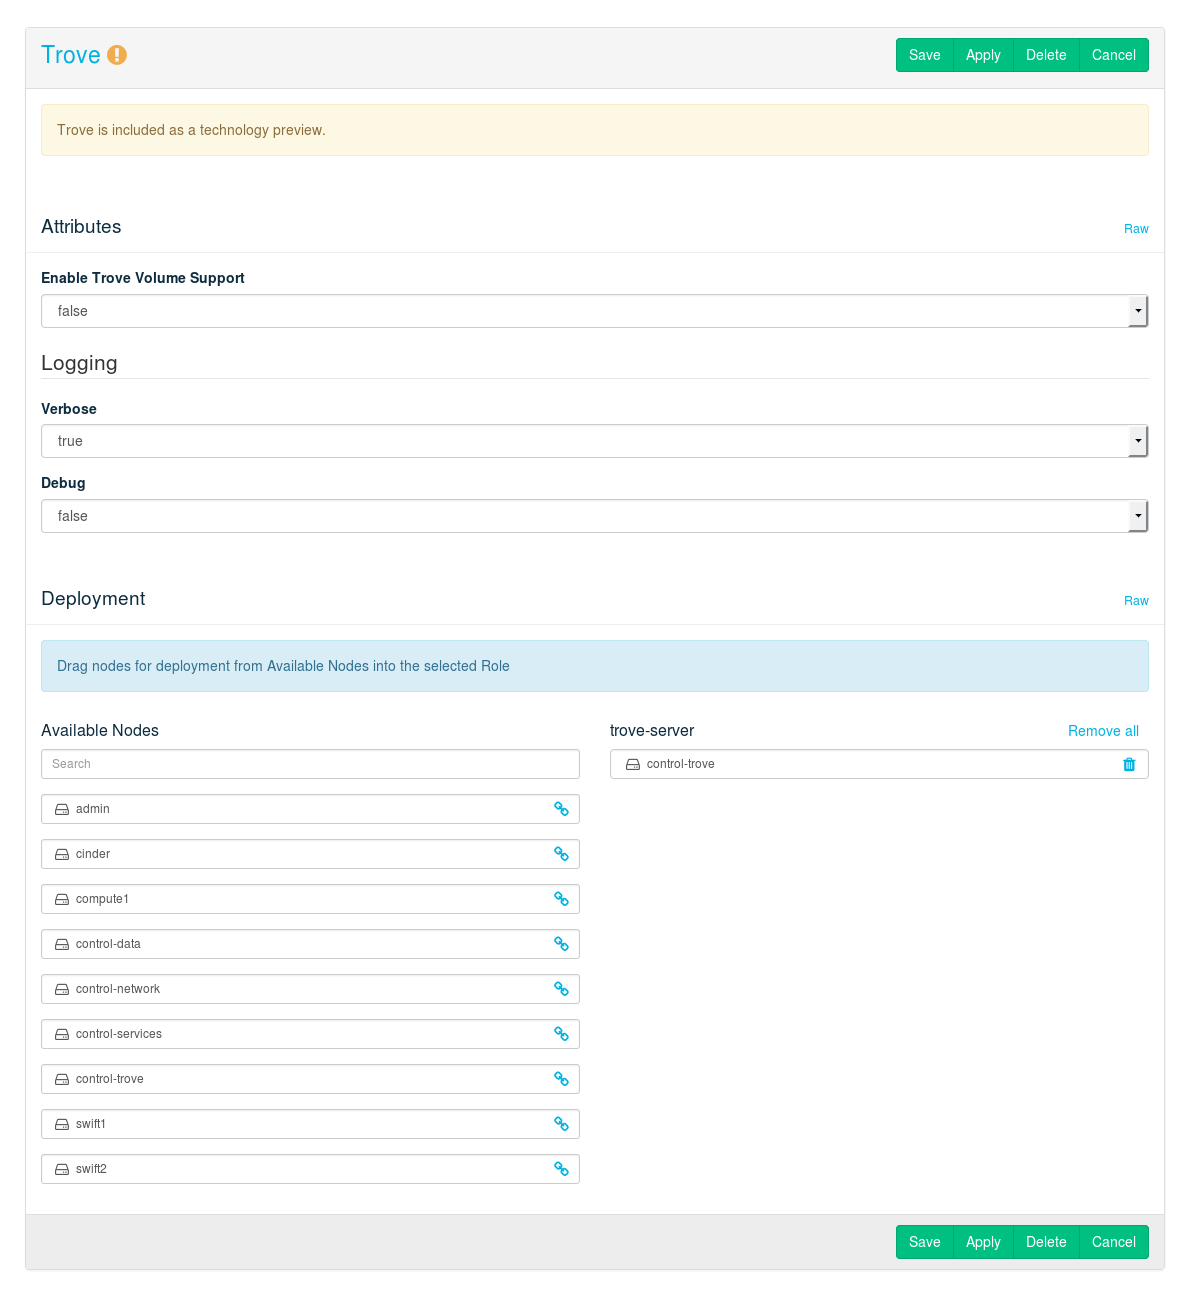 Trove
Save Apply Delete Cancel
Trove is included as a technology preview.
Attributes Raw
Enable Trove Volume Support
false
Logging
Verbose
true
Debug
false
Deployment Raw
Drag nodes for deployment from Available Nodes into the selected Role
Available Nodes trove-server Remove all
Search control-trove
admin
cinder
compute1
control-data
control-network
control-services
control-trove
swift1
swift2
Save Apply Delete Cancel